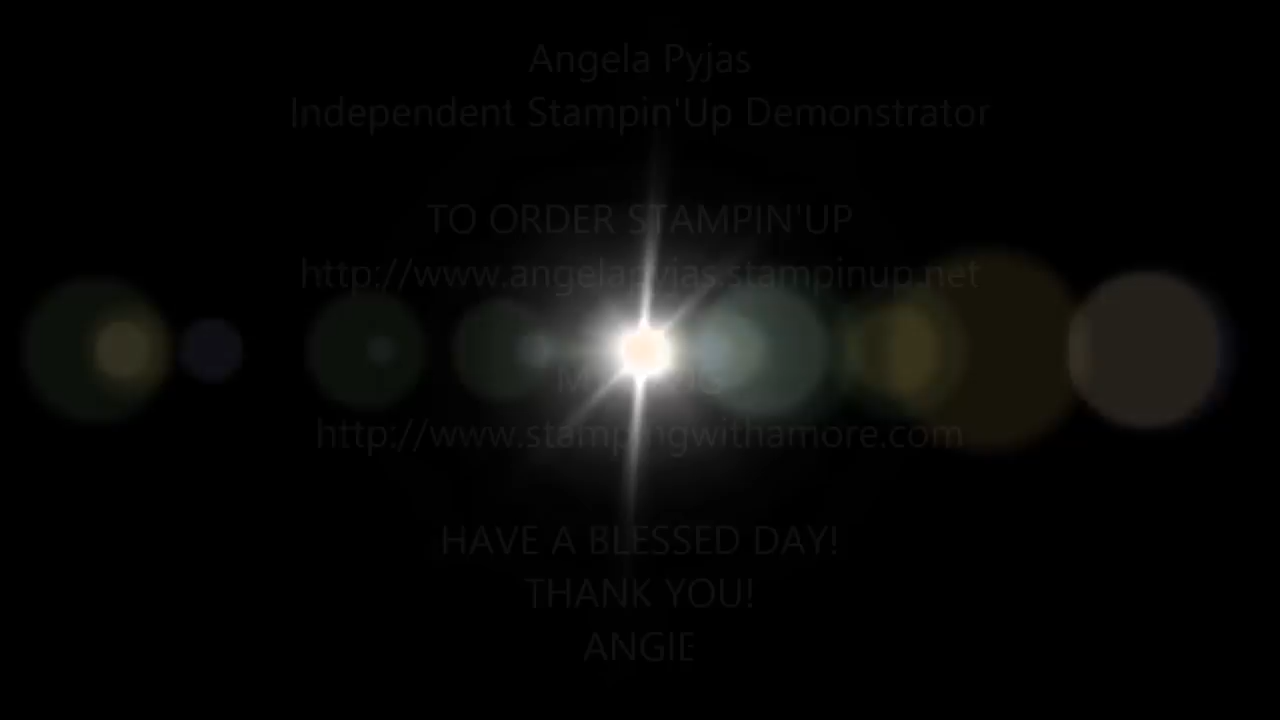 Angela Pyjas
Independent Stampin'Up Demonstrator
TO ORDER STAMPIN'UP
http://www.angelapyjas.stampinup.net
http://www.stampingwithamore.com
HAVE A BLESSED DAY!
THANK YOU!
ANGIE